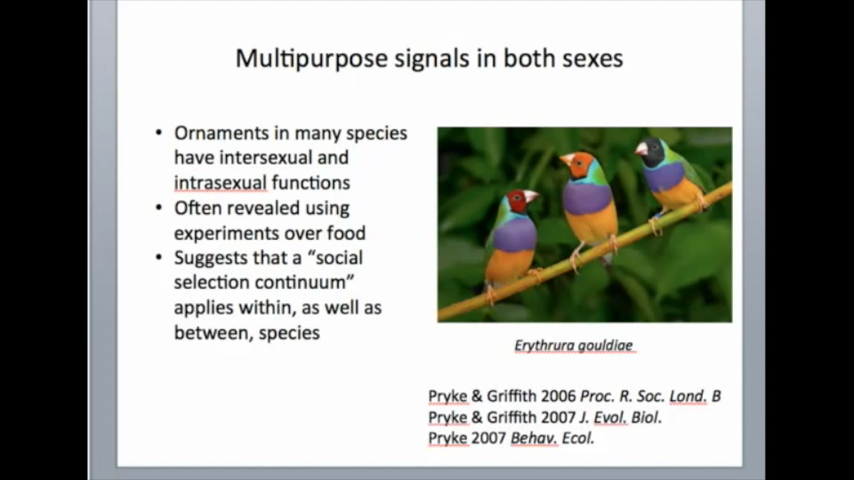 Multipurpose signals in both sexes
• Ornaments in many species
have intersexual and
intrasexual functions
• Often revealed using
experiments over food
• Suggests that a “social
selection continuum”
applies within, as well as
between, species
Erythrura gouldiae
Pryke & Griffith 2006 Proc. R. Soc. Lond. B
Pryke & Griffith 2007 J. Evol. Biol.
Pryke 2007 Behav. Ecol.